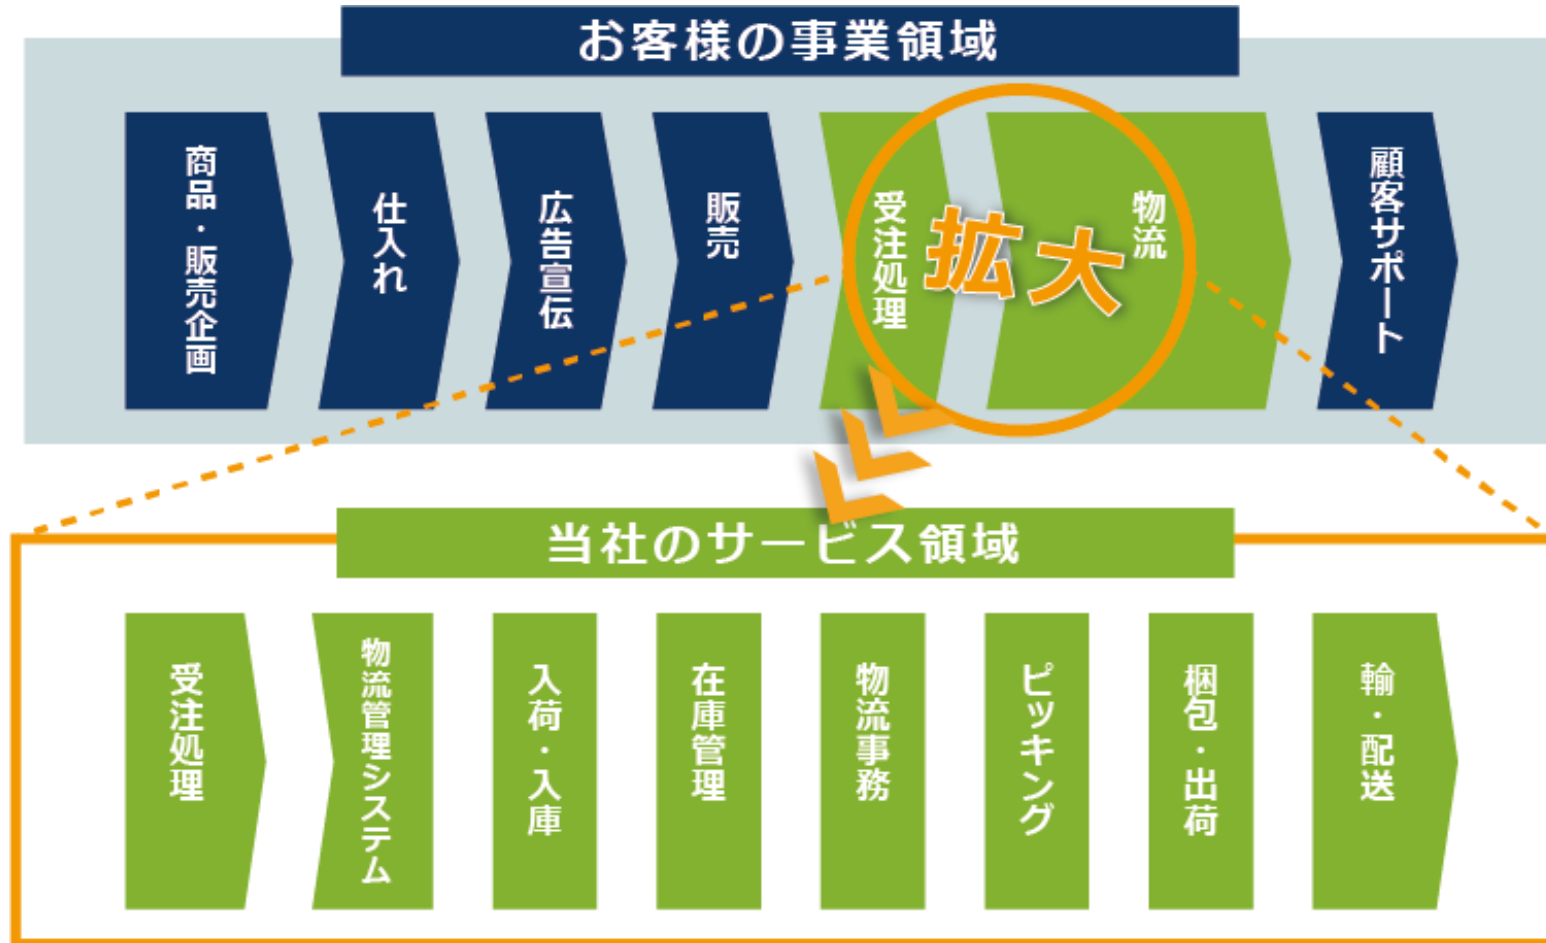 お客様の事業領域
商品・販売企画
仕入れ
広告宣伝
販売
受注処理
拡大
物流
顧客サポート
当社のサービス領域
受注処理
物流管理システム
入荷・入庫
在庫管理
物流事務
ピッキング
梱包・出荷
輸・配送